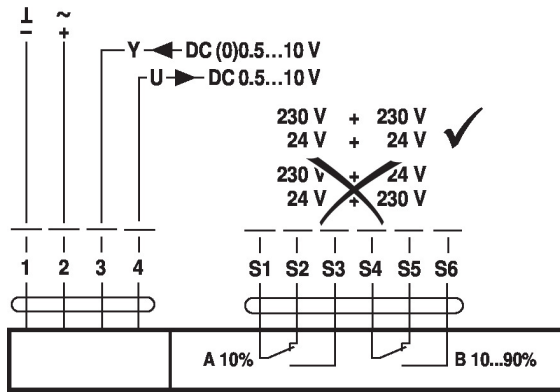 ⊥ ~
− +
Y DC (0)0.5...10 V
U DC 0.5...10 V
230 V + 230 V
24 V + 24 V
230 V + 24 V
24 V + 230 V
1 2 3 4 S1 S2 S3 S4 S5 S6
A 10% B 10...90%